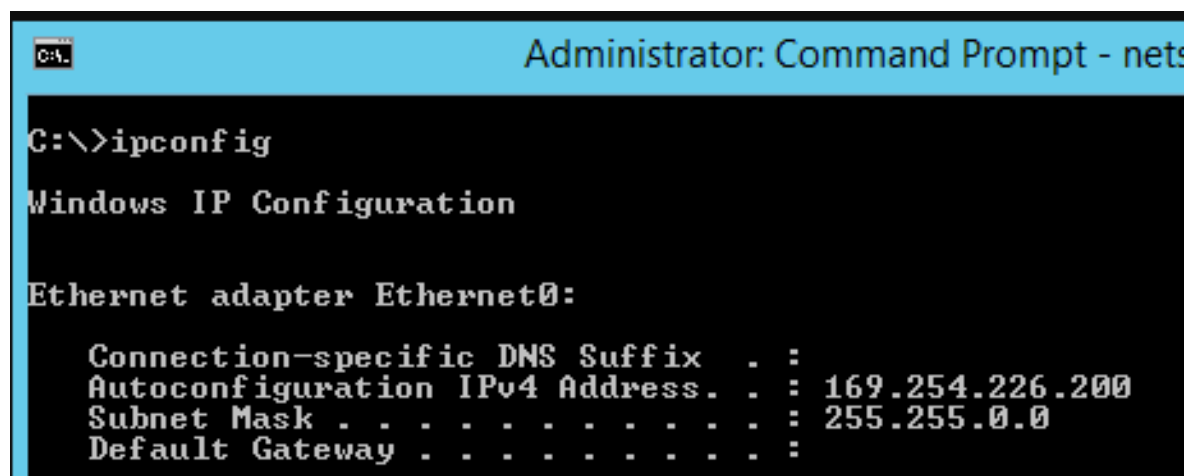 Administrator: Command Prompt - nets
C:\>ipconfig
Windows IP Configuration
Ethernet adapter Ethernet0:
Connection-specific DNS Suffix . :
Autoconfiguration IPv4 Address. . : 169.254.226.200
Subnet Mask . . . . . . . . . . . : 255.255.0.0
Default Gateway . . . . . . . . . :